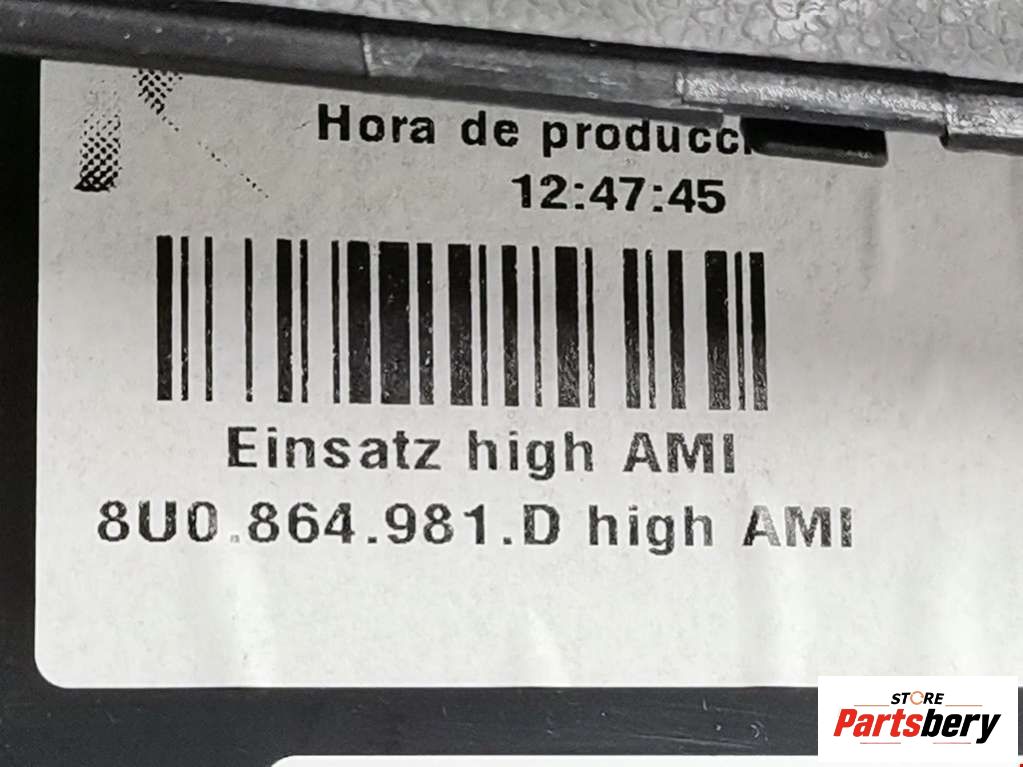 Hora de producci
12:47:45
Einsatz high AMI
8U0.864.981.D high AMI
STORE
Partsbery